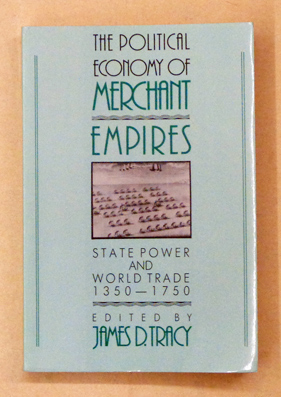 THE POLITICAL
ECONOMY OF
MERCHANT
EMPIRES
STATE POWER
AND
WORLD TRADE
1350—1750
EDITED BY
JAMES D. TRACY